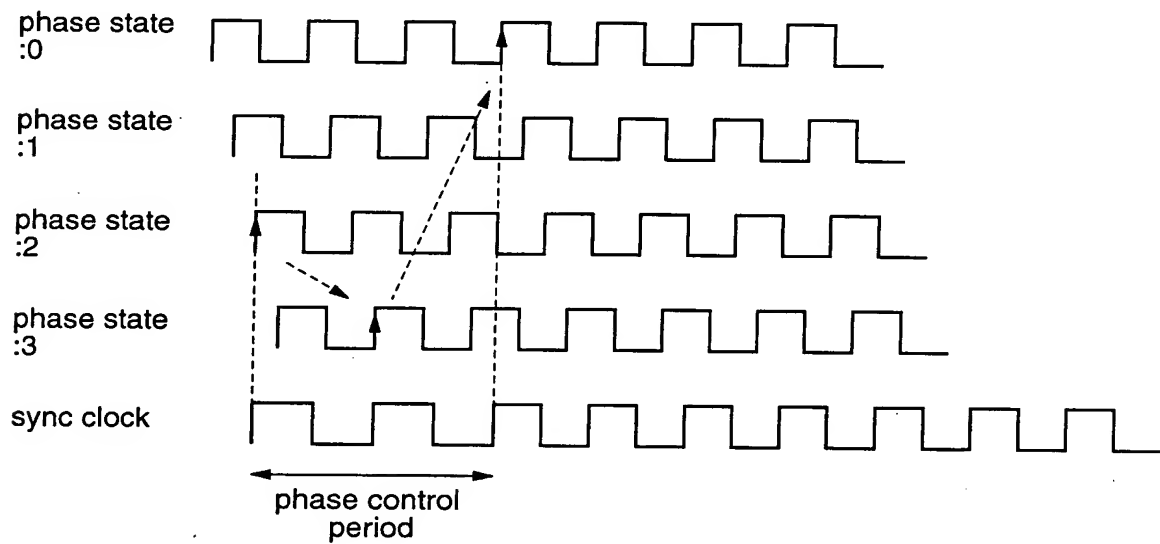 phase state
:0
phase state
:1
phase state
:2
phase state
:3
sync clock
phase control
period